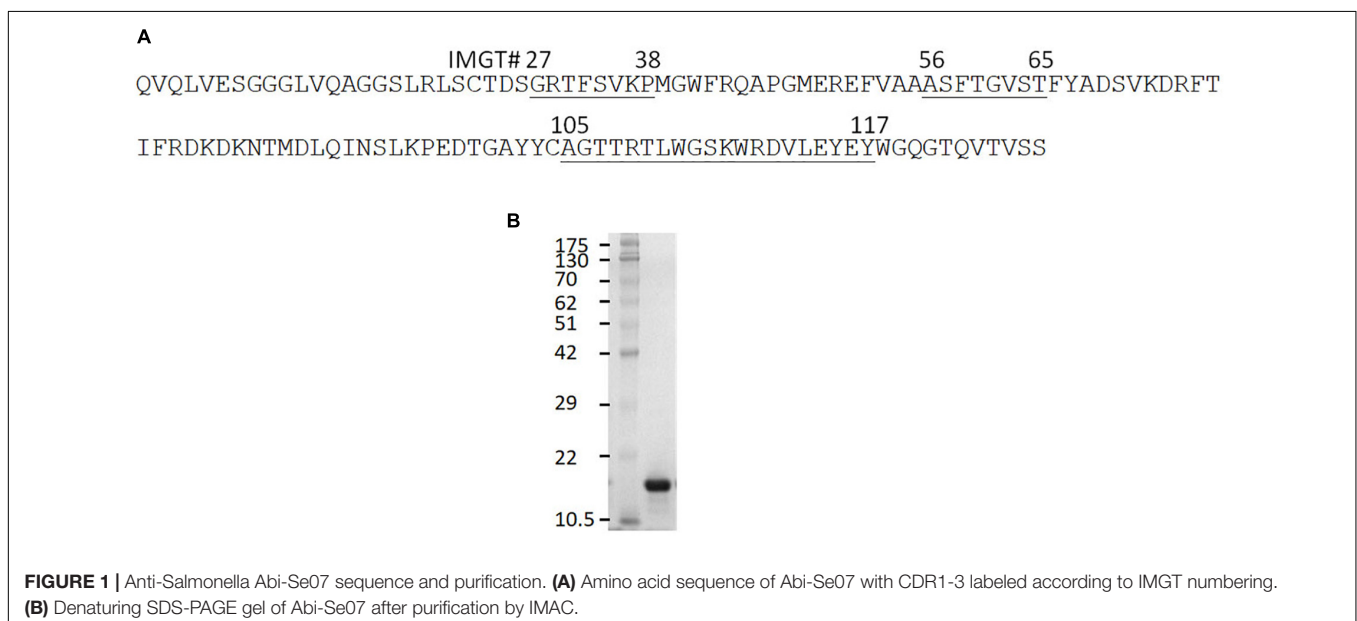 A
IMGT# 27 38 56 65
QVQLVESGGGLVQAGGSLRLSCTDSGRTFSVKPMGWFRQAPGMEREFVAAASFTGVSTFYADSVKDRFT
105 117
IFRDKDKNTMDLQINSLKPEDTGAYYCAGTTRTLWGSKWRDVLEYEYWGQGTQVTVSS
B
175
130
70
62
51
42
29
22
10.5
FIGURE 1 | Anti-Salmonella Abi-Se07 sequence and purification. (A) Amino acid sequence of Abi-Se07 with CDR1-3 labeled according to IMGT numbering.
(B) Denaturing SDS-PAGE gel of Abi-Se07 after purification by IMAC.